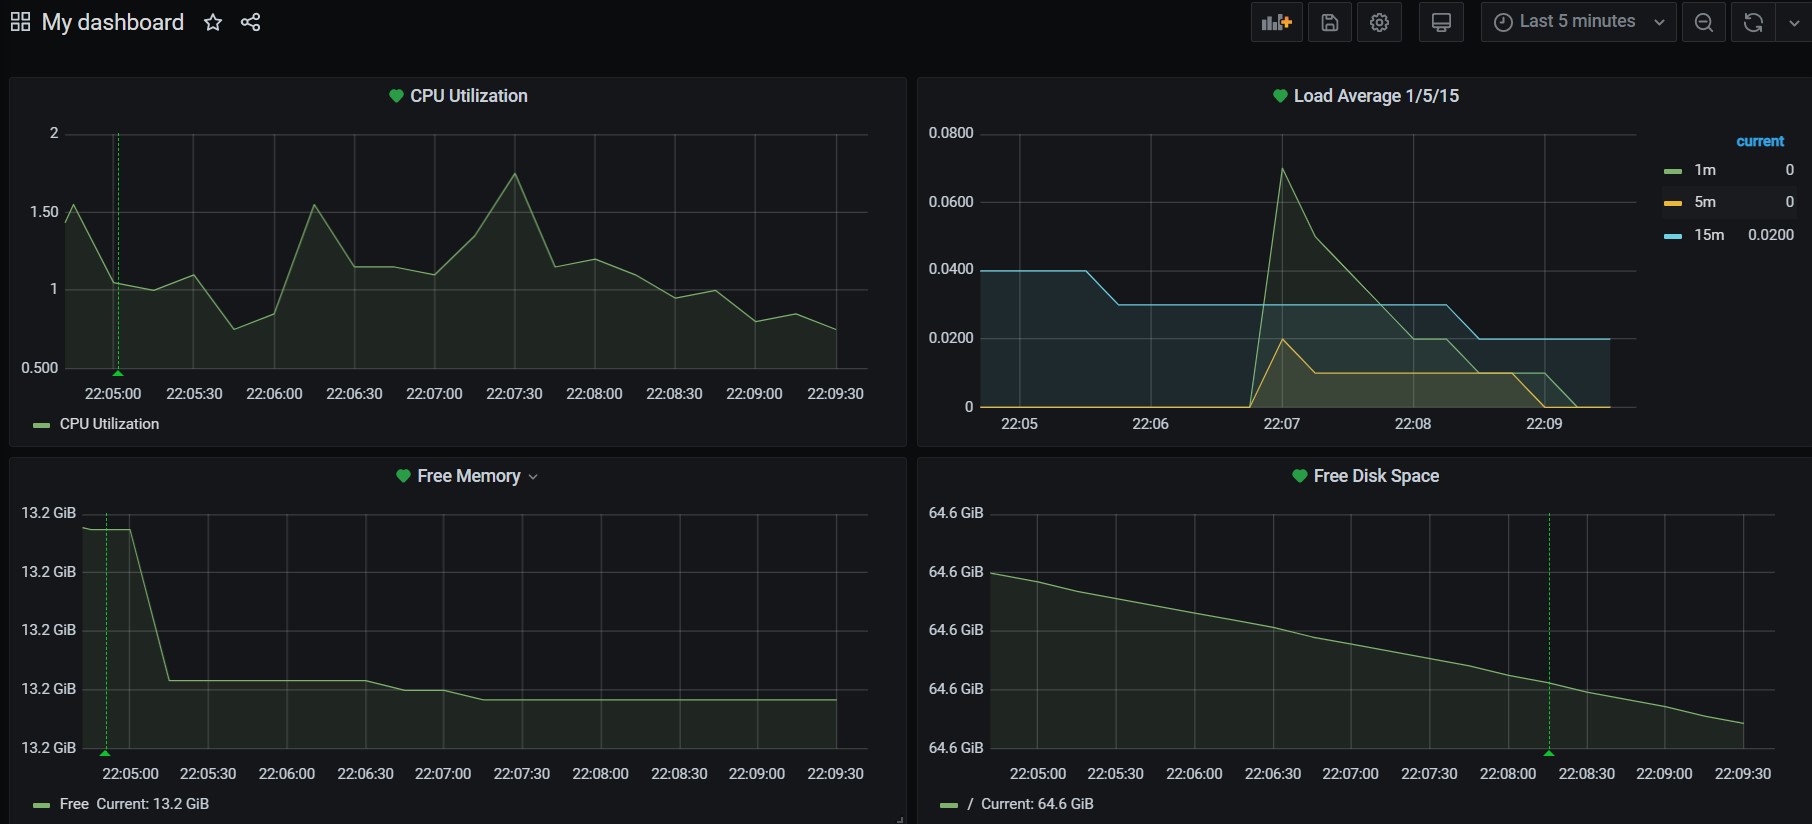 My dashboard
Last 5 minutes
CPU Utilization
2
1.50
1
0.500
22:05:00 22:05:30 22:06:00 22:06:30 22:07:00 22:07:30 22:08:00 22:08:30 22:09:00 22:09:30
CPU Utilization
Load Average 1/5/15
0.0800
0.0600
0.0400
0.0200
0
22:05 22:06 22:07 22:08 22:09
current
1m 0
5m 0
15m 0.0200
Free Memory
13.2 GiB
13.2 GiB
13.2 GiB
13.2 GiB
13.2 GiB
22:05:00 22:05:30 22:06:00 22:06:30 22:07:00 22:07:30 22:08:00 22:08:30 22:09:00 22:09:30
Free Current: 13.2 GiB
Free Disk Space
64.6 GiB
64.6 GiB
64.6 GiB
64.6 GiB
64.6 GiB
22:05:00 22:05:30 22:06:00 22:06:30 22:07:00 22:07:30 22:08:00 22:08:30 22:09:00 22:09:30
/ Current: 64.6 GiB